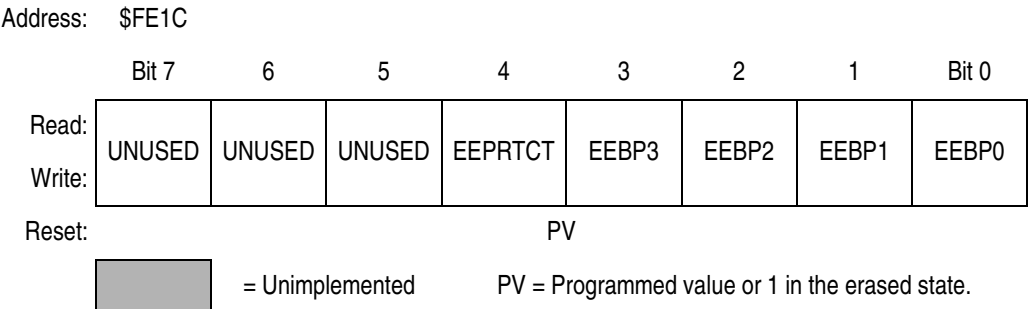 Address: $FE1C
Bit 7 6 5 4 3 2 1 Bit 0
Read:
UNUSED UNUSED UNUSED EEPRTCT EEBP3 EEBP2 EEBP1 EEBP0
Write:
Reset: PV
= Unimplemented PV = Programmed value or 1 in the erased state.